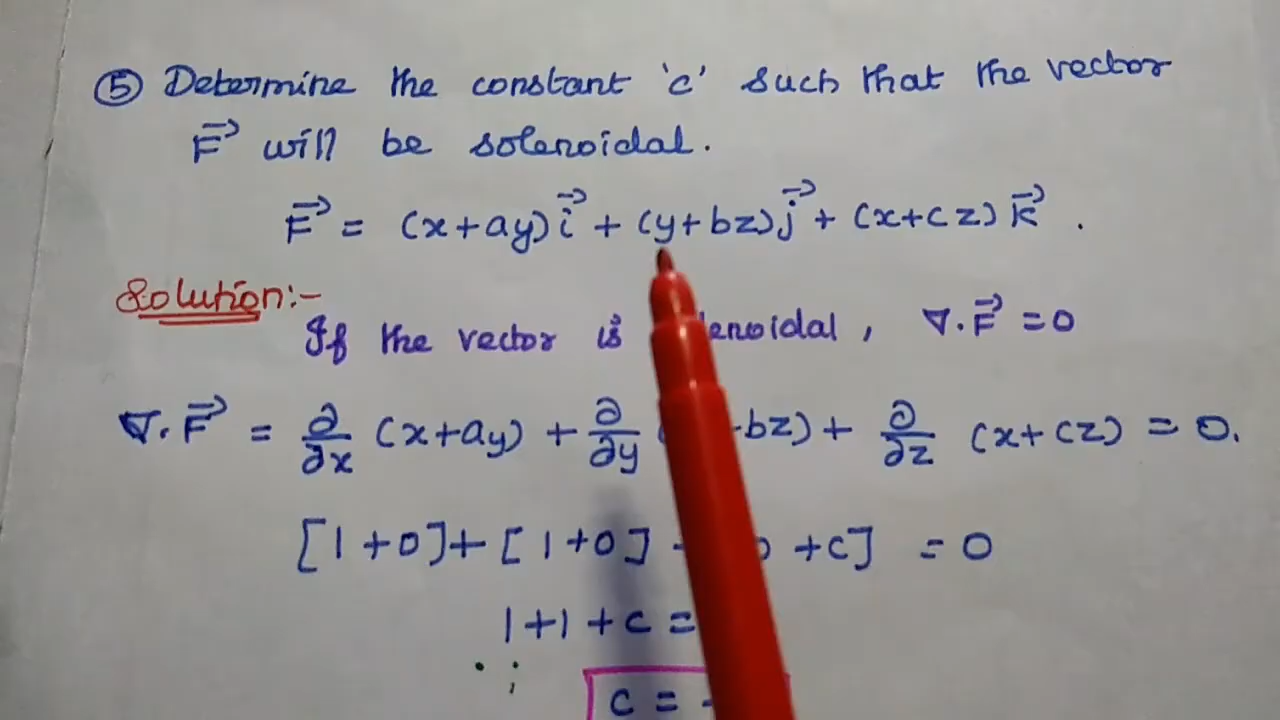 ⑤ Determine the constant 'c' such that the vector
F⃗ will be solenoidal.
F⃗ = (x+ay)i⃗ + (y+bz)j⃗ + (x+cz)k⃗ .
Solution:-
If the vector is lenoidal, ∇.F⃗ = 0
∇.F⃗ = ∂/∂x (x+ay) + ∂/∂y ( bz) + ∂/∂z (x+cz) = 0.
[1+0]+[1+0] +c] = 0
1+1+c =
∴ c =